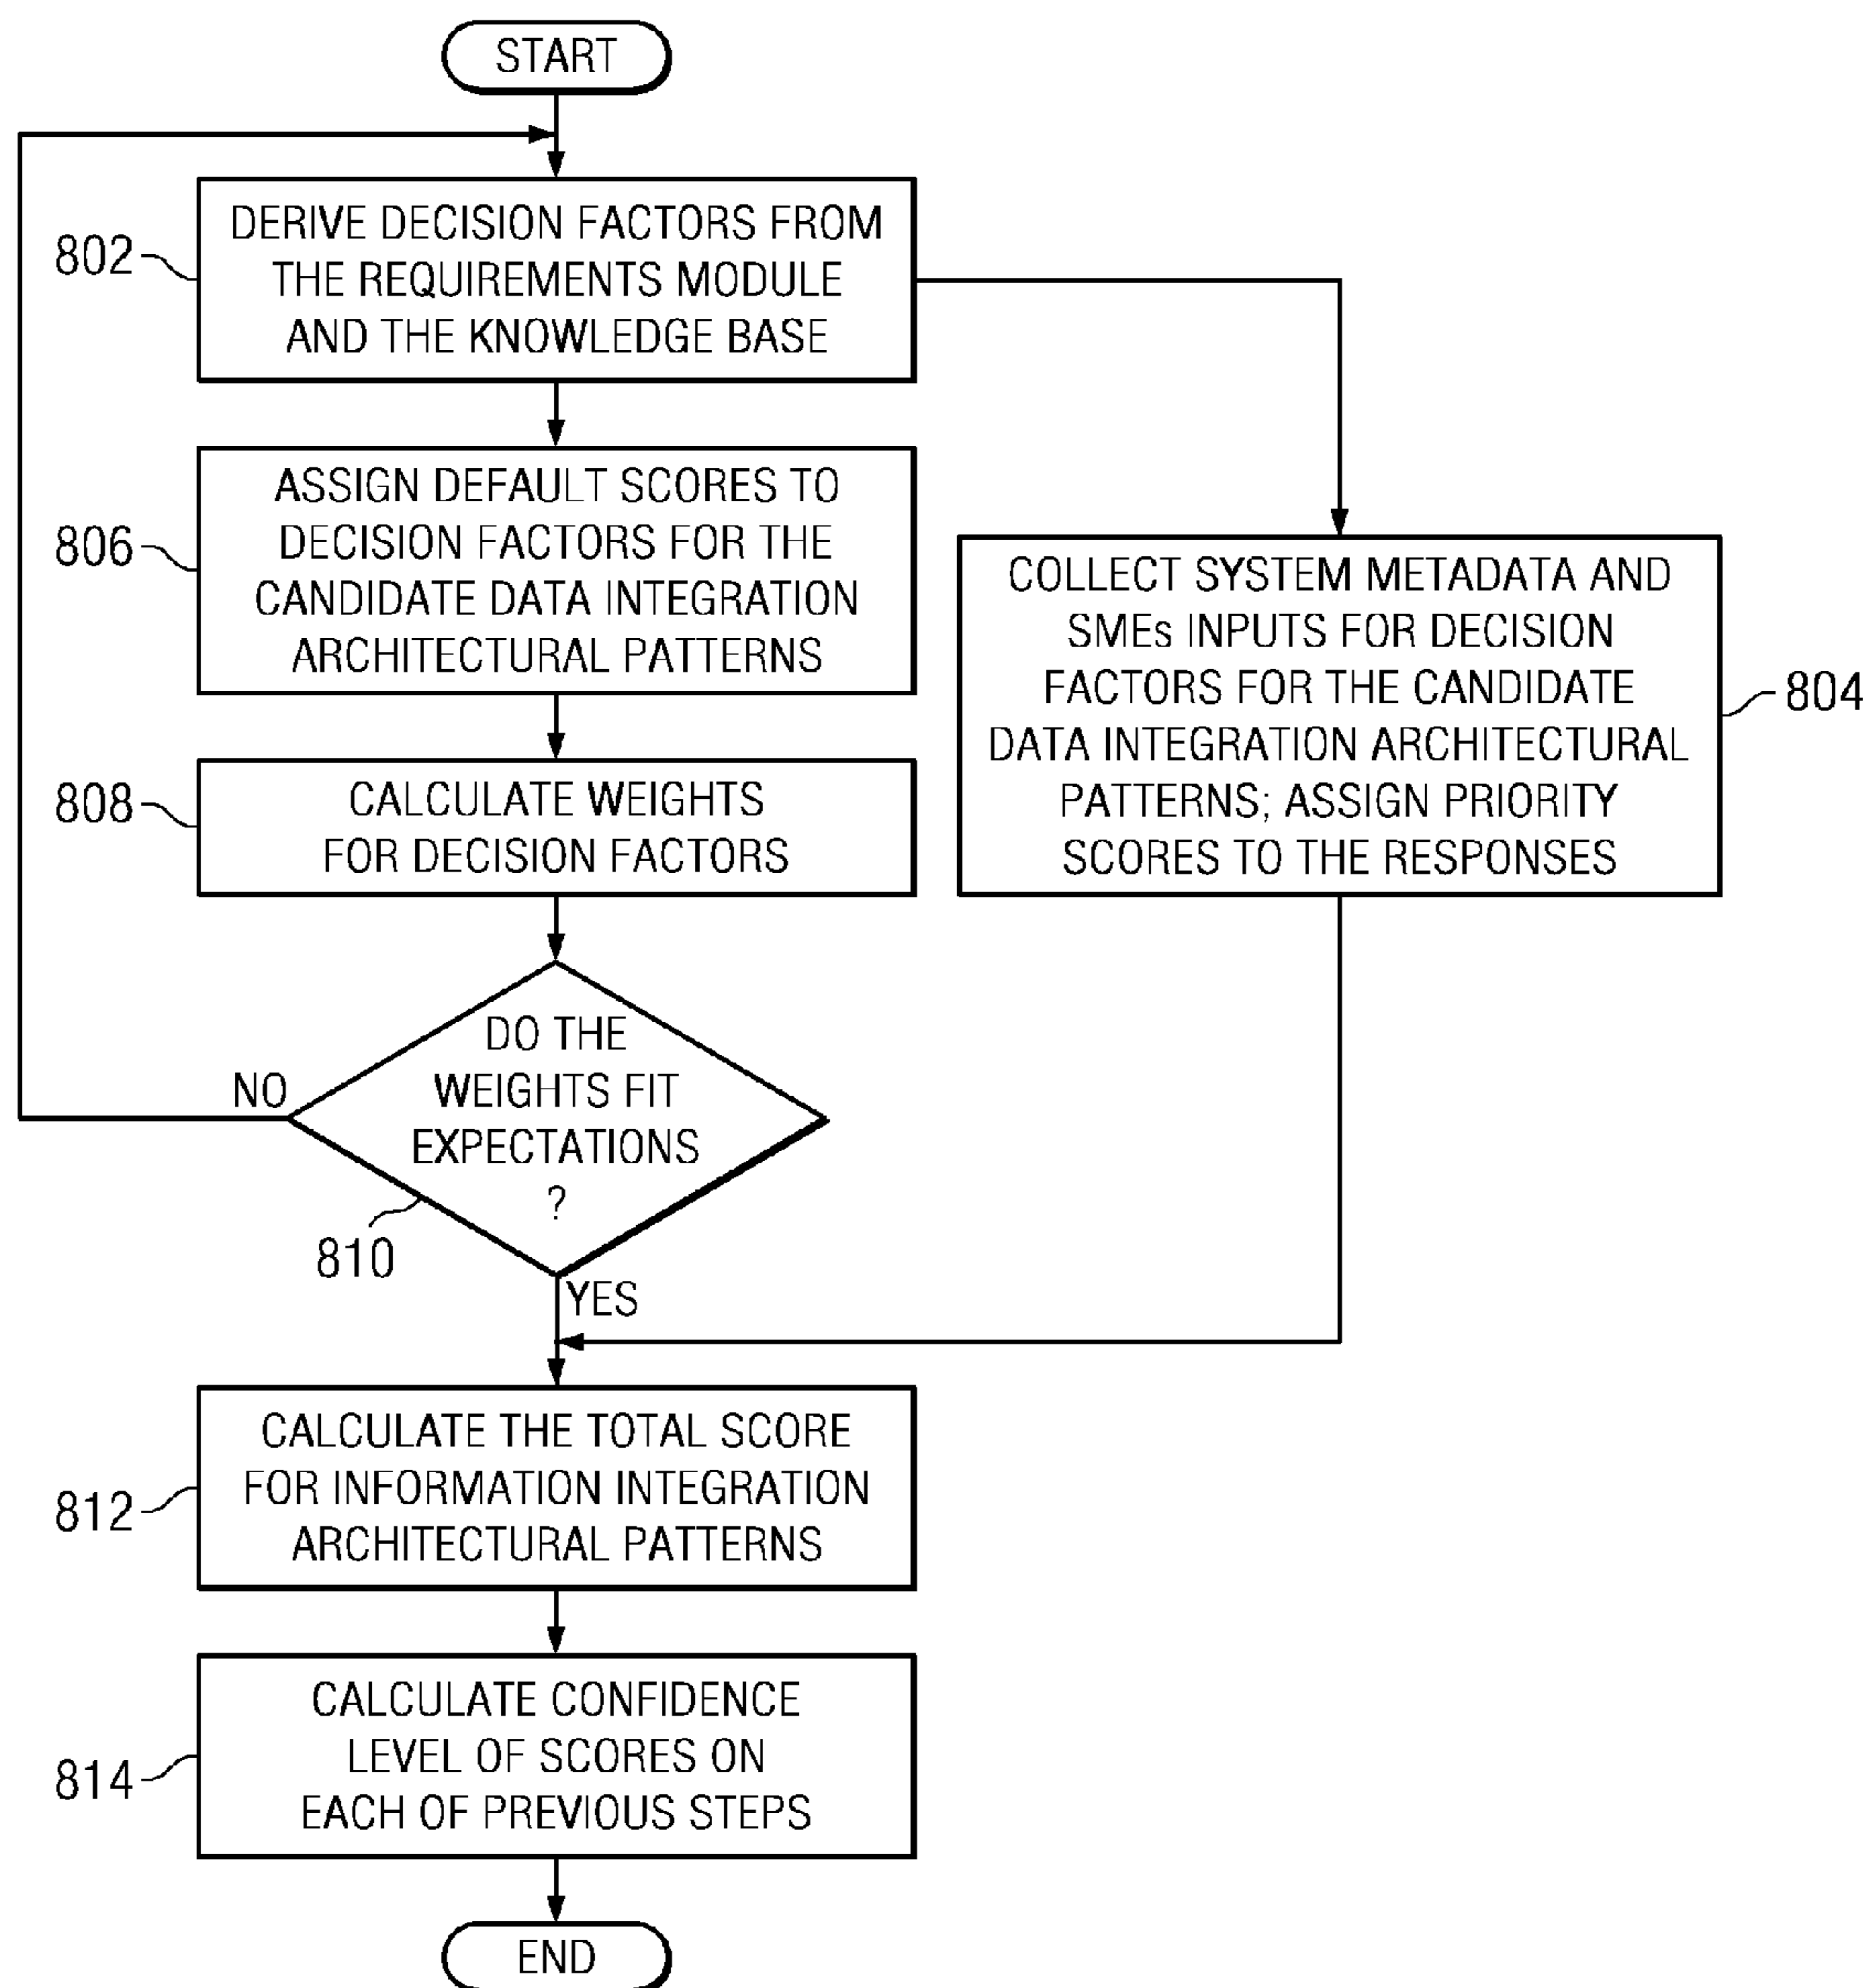 START
802
DERIVE DECISION FACTORS FROM
THE REQUIREMENTS MODULE
AND THE KNOWLEDGE BASE
806
ASSIGN DEFAULT SCORES TO
DECISION FACTORS FOR THE
CANDIDATE DATA INTEGRATION
ARCHITECTURAL PATTERNS
COLLECT SYSTEM METADATA AND
SMEs INPUTS FOR DECISION
FACTORS FOR THE CANDIDATE
DATA INTEGRATION ARCHITECTURAL
PATTERNS; ASSIGN PRIORITY
SCORES TO THE RESPONSES
804
808
CALCULATE WEIGHTS
FOR DECISION FACTORS
DO THE
WEIGHTS FIT
EXPECTATIONS
?
NO
810
YES
812
CALCULATE THE TOTAL SCORE
FOR INFORMATION INTEGRATION
ARCHITECTURAL PATTERNS
814
CALCULATE CONFIDENCE
LEVEL OF SCORES ON
EACH OF PREVIOUS STEPS
END